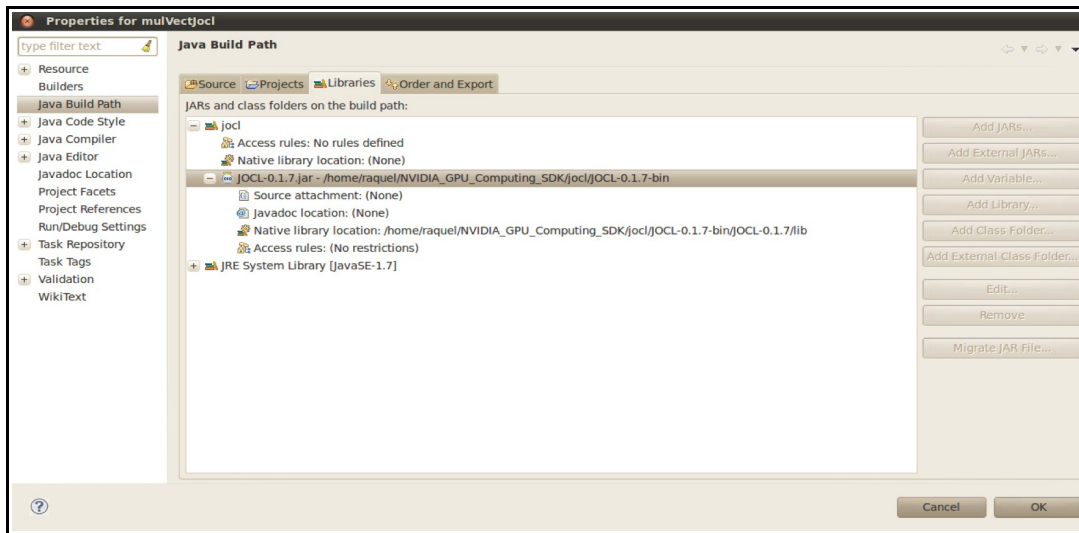 Properties for mulVectJocl
type filter text
Resource
Builders
Java Build Path
Java Code Style
Java Compiler
Java Editor
Javadoc Location
Project Facets
Project References
Run/Debug Settings
Task Repository
Task Tags
Validation
WikiText
Java Build Path
Source Projects Libraries Order and Export
JARs and class folders on the build path:
jocl
Access rules: No rules defined
Native library location: (None)
JOCL-0.1.7.jar - /home/raquel/NVIDIA_GPU_Computing_SDK/jocl/JOCL-0.1.7-bin
Source attachment: (None)
Javadoc location: (None)
Native library location: /home/raquel/NVIDIA_GPU_Computing_SDK/jocl/JOCL-0.1.7-bin/JOCL-0.1.7/lib
Access rules: (No restrictions)
JRE System Library [JavaSE-1.7]
Add JARs...
Add External JARs...
Add Variable...
Add Library...
Add Class Folder...
Add External Class Folder...
Edit...
Remove
Migrate JAR File...
Cancel OK